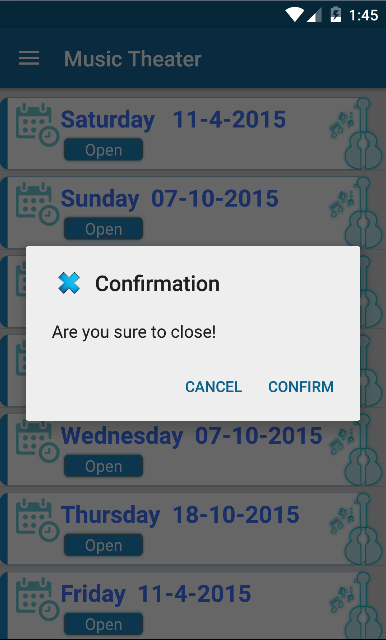 1:45
Music Theater
Saturday 11-4-2015
Open
Sunday 07-10-2015
Open
Confirmation
Are you sure to close!
CANCEL CONFIRM
Wednesday 07-10-2015
Open
Thursday 18-10-2015
Open
Friday 11-4-2015
Open